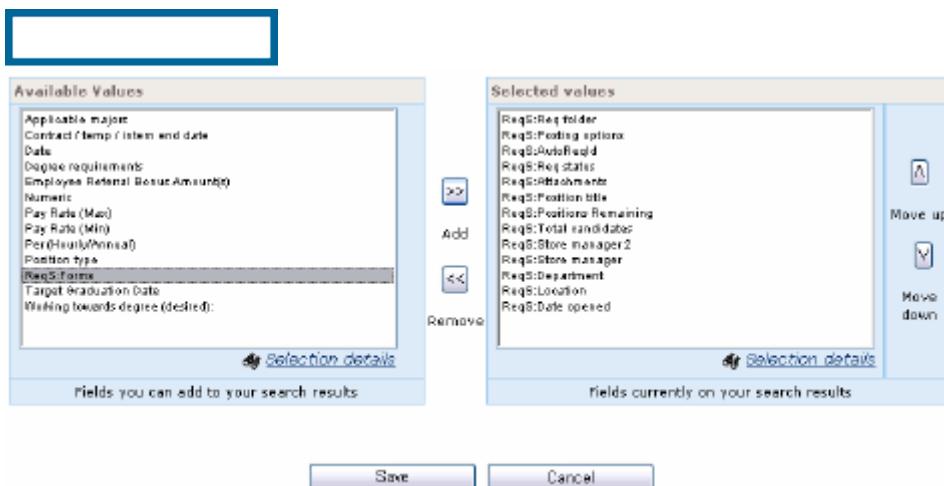 Available Values
Selected values
Applicable majors
Contract / temp / intern end date
Date
Degree requirements
Employee Referral Bonus Amount(s)
Numeric
Pay Rate (Max)
Pay Rate (Min)
Per (Hourly/Annual)
Position type
ReqS:Forms
Target Graduation Date
Working towards degree (desired):
>>
Add
<<
Remove
ReqS:Req folder
ReqS:Posting options
ReqS:AutoReqId
ReqS:Req status
ReqS:Attachments
ReqS:Position title
ReqS:Positions Remaining
ReqS:Total candidates
ReqS:Store manager 2
ReqS:Store manager
ReqS:Department
ReqS:Location
ReqS:Date opened
Move up
Move
down
Selection details
Selection details
Fields you can add to your search results
Fields currently on your search results
Save
Cancel